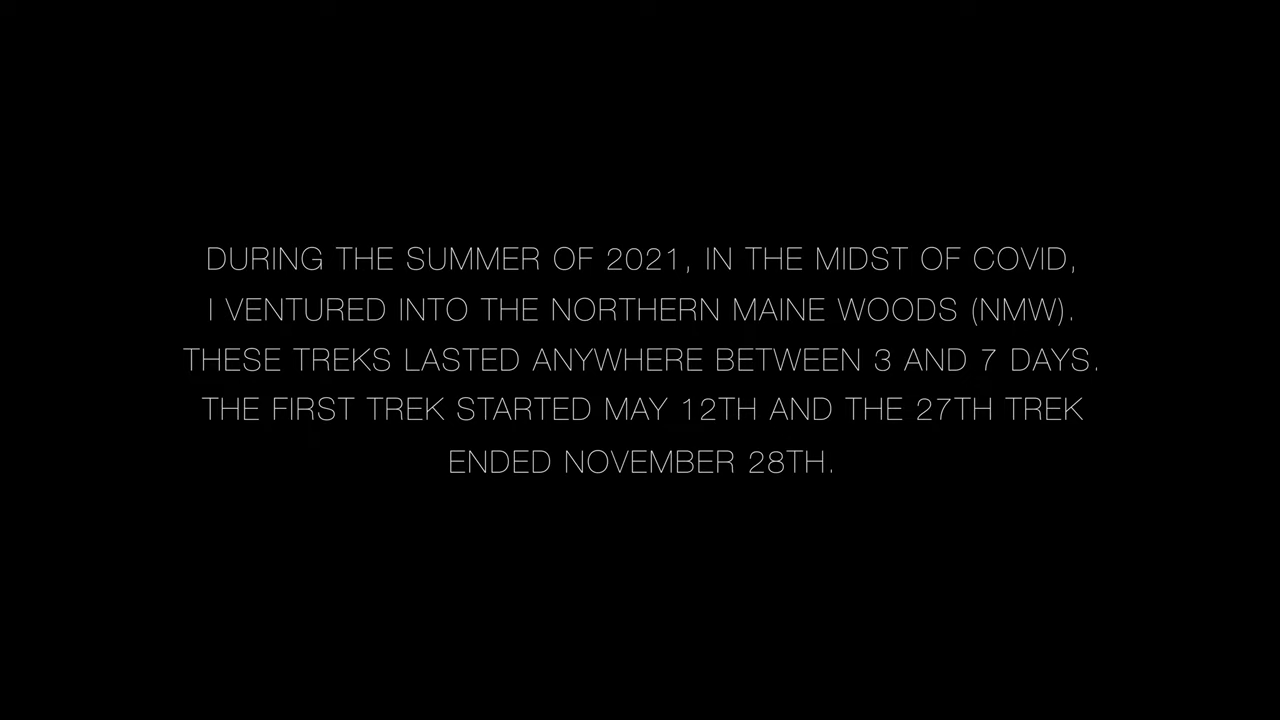 DURING THE SUMMER OF 2021, IN THE MIDST OF COVID,
I VENTURED INTO THE NORTHERN MAINE WOODS (NMW).
THESE TREKS LASTED ANYWHERE BETWEEN 3 AND 7 DAYS.
THE FIRST TREK STARTED MAY 12TH AND THE 27TH TREK
ENDED NOVEMBER 28TH.